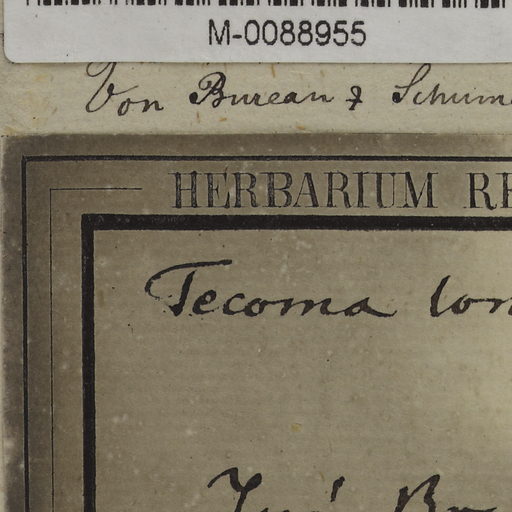 M-0088955
Von Bureau & Schum
HERBARIUM RE
Tecoma lon